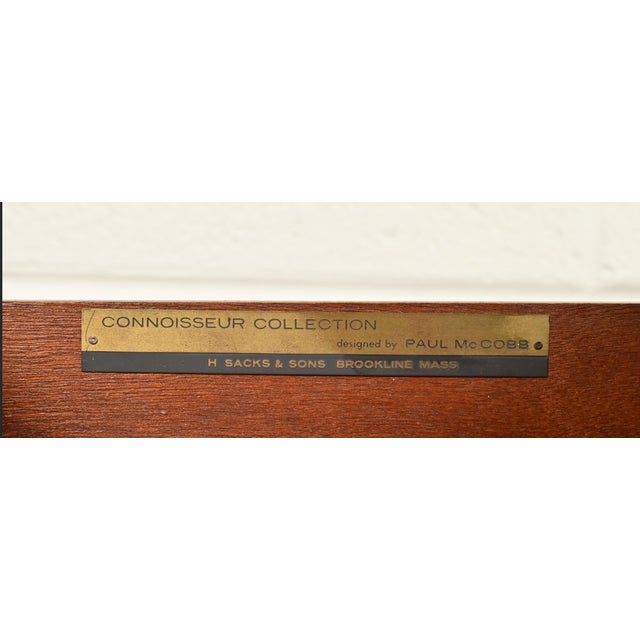 CONNOISSEUR COLLECTION
designed by PAUL McCOBB
H SACKS & SONS BROOKLINE MASS